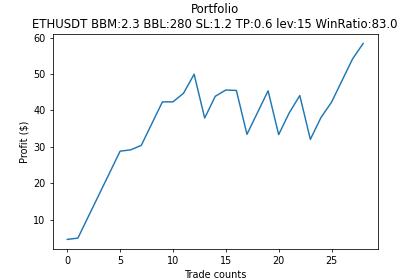 Portfolio
ETHUSDT BBM:2.3 BBL:280 SL:1.2 TP:0.6 lev:15 WinRatio:83.0
60
50
40
30
20
10
Profit ($)
0 5 10 15 20 25
Trade counts